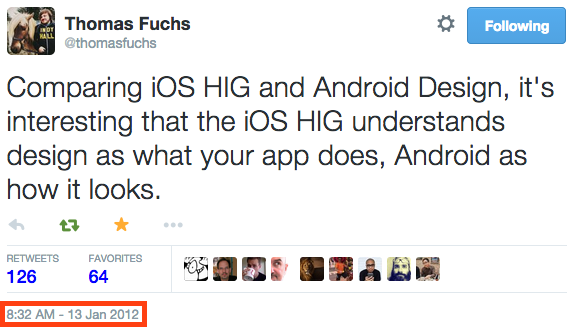 Thomas Fuchs
@thomasfuchs
Following
Comparing iOS HIG and Android Design, it's
interesting that the iOS HIG understands
design as what your app does, Android as
how it looks.
RETWEETS
FAVORITES
126
64
8:32 AM - 13 Jan 2012